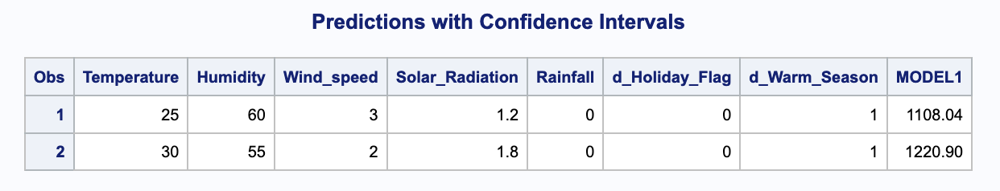 Predictions with Confidence Intervals
Obs Temperature Humidity Wind_speed Solar_Radiation Rainfall d_Holiday_Flag d_Warm_Season MODEL1
1 25 60 3 1.2 0 0 1 1108.04
2 30 55 2 1.8 0 0 1 1220.90